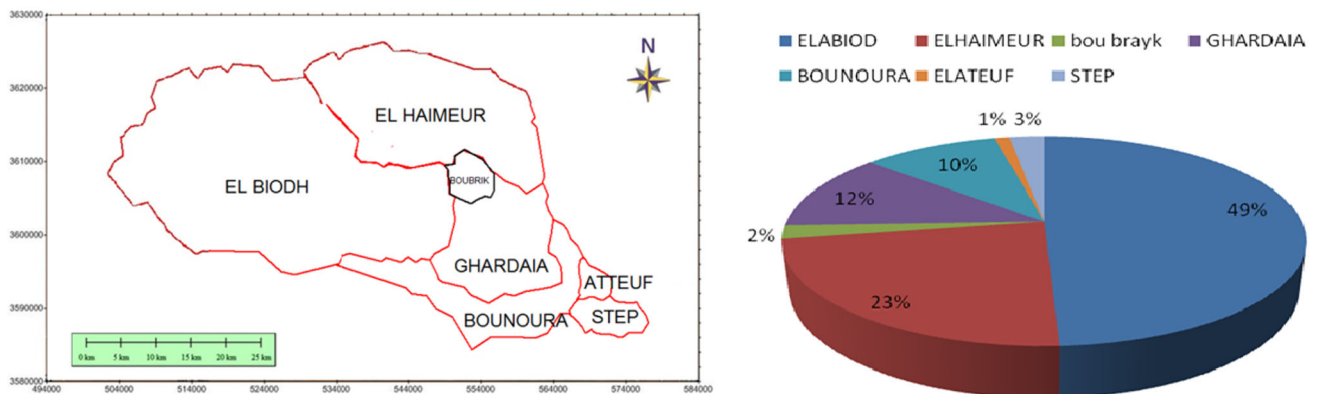 3630000
3620000
3610000
3600000
3590000
3580000
494000 504000 514000 524000 534000 544000 554000 564000 574000 584000
N
EL HAIMEUR
BOUBRIK
EL BIODH
GHARDAIA
ATTEUF
BOUNOURA
STEP
0 km 5 km 10 km 15 km 20 km 25 km
ELABIOD ELHAIMEUR bou brayk GHARDAIA
BOUNOURA ELATEUF STEP
1% 3%
10%
12%
49%
2%
23%